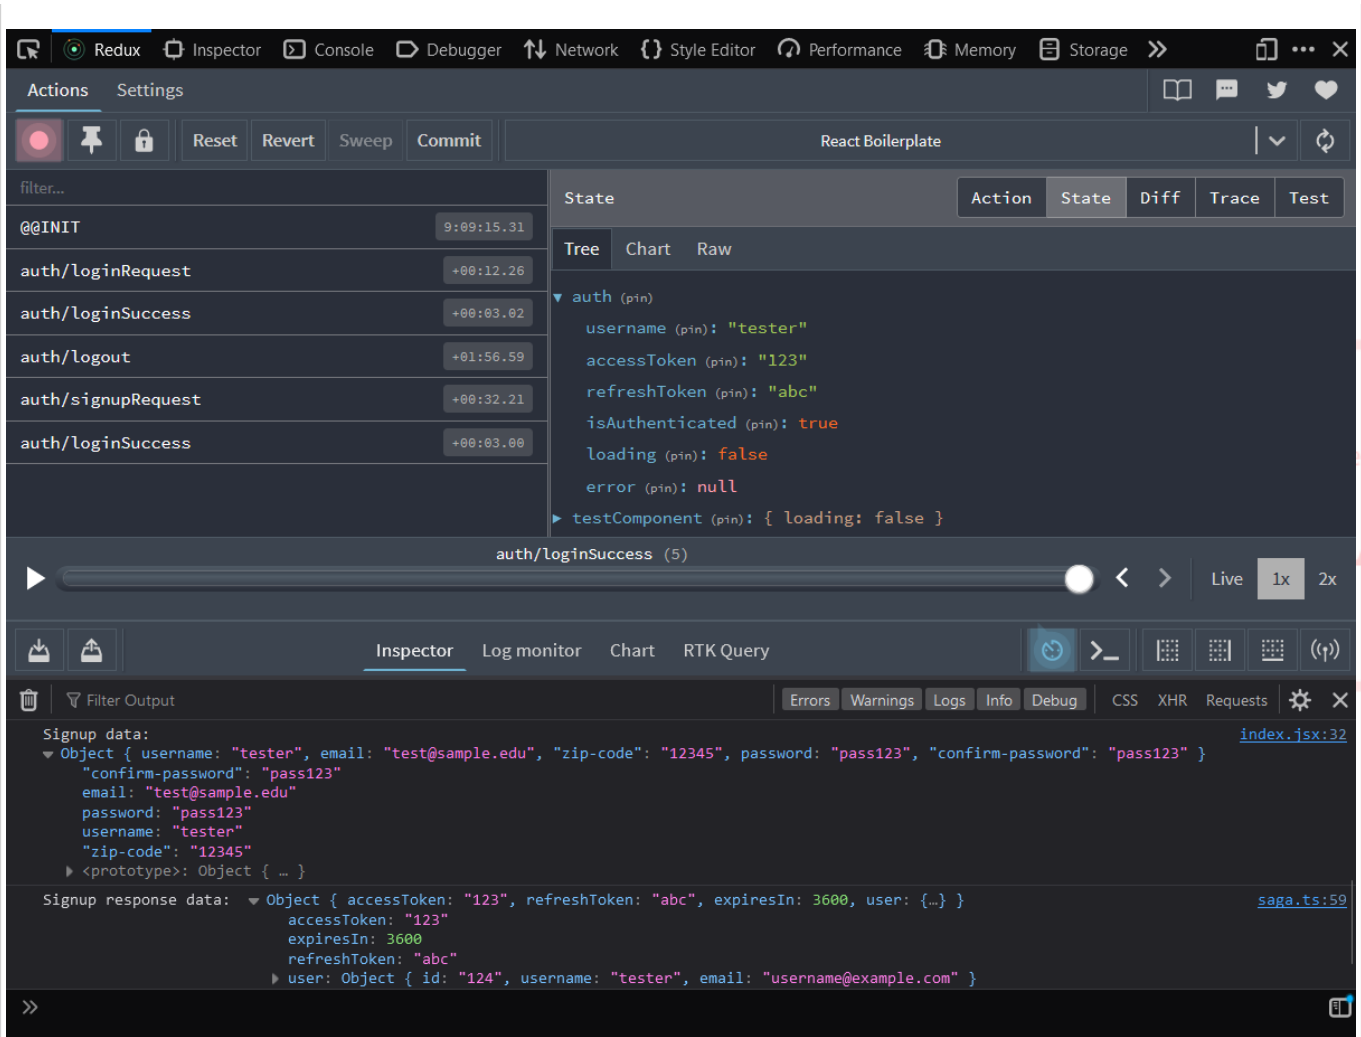 Redux Inspector Console Debugger Network Style Editor Performance Memory Storage
Actions Settings
Reset Revert Sweep Commit React Boilerplate
filter...
@@INIT 9:09:15.31
auth/loginRequest +00:12.26
auth/loginSuccess +00:03.02
auth/logout +01:56.59
auth/signupRequest +00:32.21
auth/loginSuccess +00:03.00
State Action State Diff Trace Test
Tree Chart Raw
auth (pin)
username (pin): "tester"
accessToken (pin): "123"
refreshToken (pin): "abc"
isAuthenticated (pin): true
loading (pin): false
error (pin): null
testComponent (pin): { loading: false }
auth/loginSuccess (5)
Live 1x 2x
Inspector Log monitor Chart RTK Query
Filter Output Errors Warnings Logs Info Debug CSS XHR Requests
Signup data: index.jsx:32
Object { username: "tester", email: "test@sample.edu", "zip-code": "12345", password: "pass123", "confirm-password": "pass123" }
"confirm-password": "pass123"
email: "test@sample.edu"
password: "pass123"
username: "tester"
"zip-code": "12345"
<prototype>: Object { … }
Signup response data: Object { accessToken: "123", refreshToken: "abc", expiresIn: 3600, user: {…} } saga.ts:59
accessToken: "123"
expiresIn: 3600
refreshToken: "abc"
user: Object { id: "124", username: "tester", email: "username@example.com" }